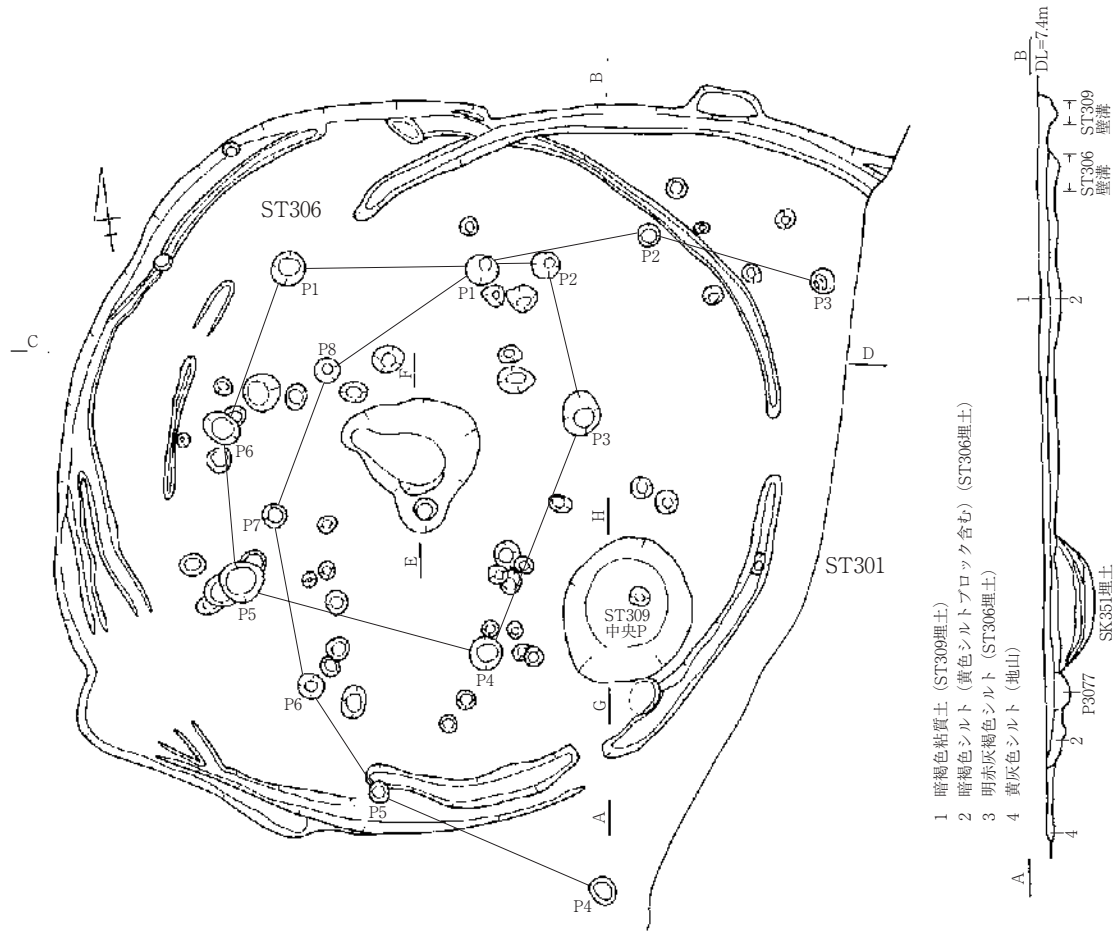 B
ST306
P1
P1
P2
P2
P3
C
D
P8
F
P3
P6
H
P7
E
ST301
ST309
中央P
P5
P4
P6
G
P5
A
P4
B
DL=7.4m
ST309
壁溝
ST306
壁溝
1
2
SK351埋土
P3077
2
4
A
1 暗褐色粘質土（ST309埋土）
2 暗褐色シルト（黄色シルトブロック含む）（ST306埋土）
3 明赤灰褐色シルト（ST306埋土）
4 黄灰色シルト（地山）